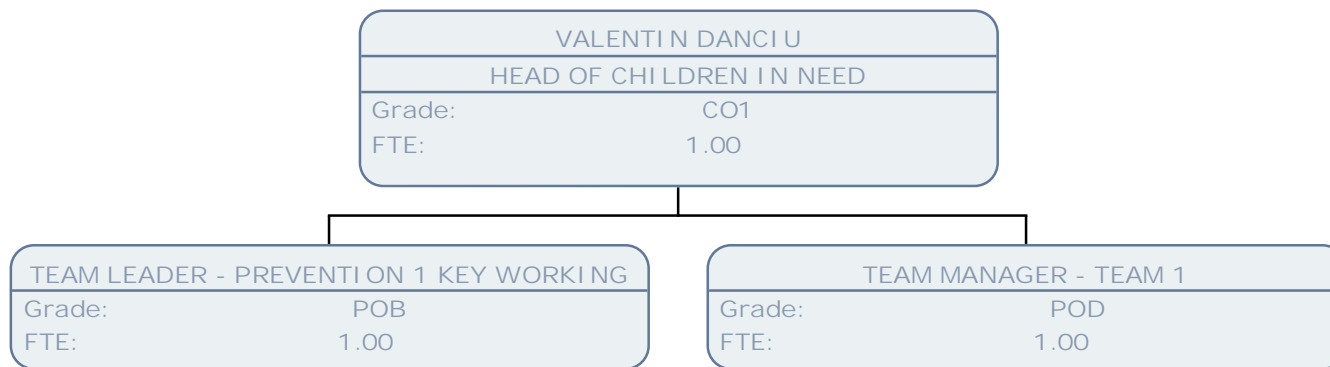 VALENTIN DANCIU
HEAD OF CHILDREN IN NEED
Grade: CO1
FTE: 1.00
TEAM LEADER - PREVENTION 1 KEY WORKING
Grade: POB
FTE: 1.00
TEAM MANAGER - TEAM 1
Grade: POD
FTE: 1.00